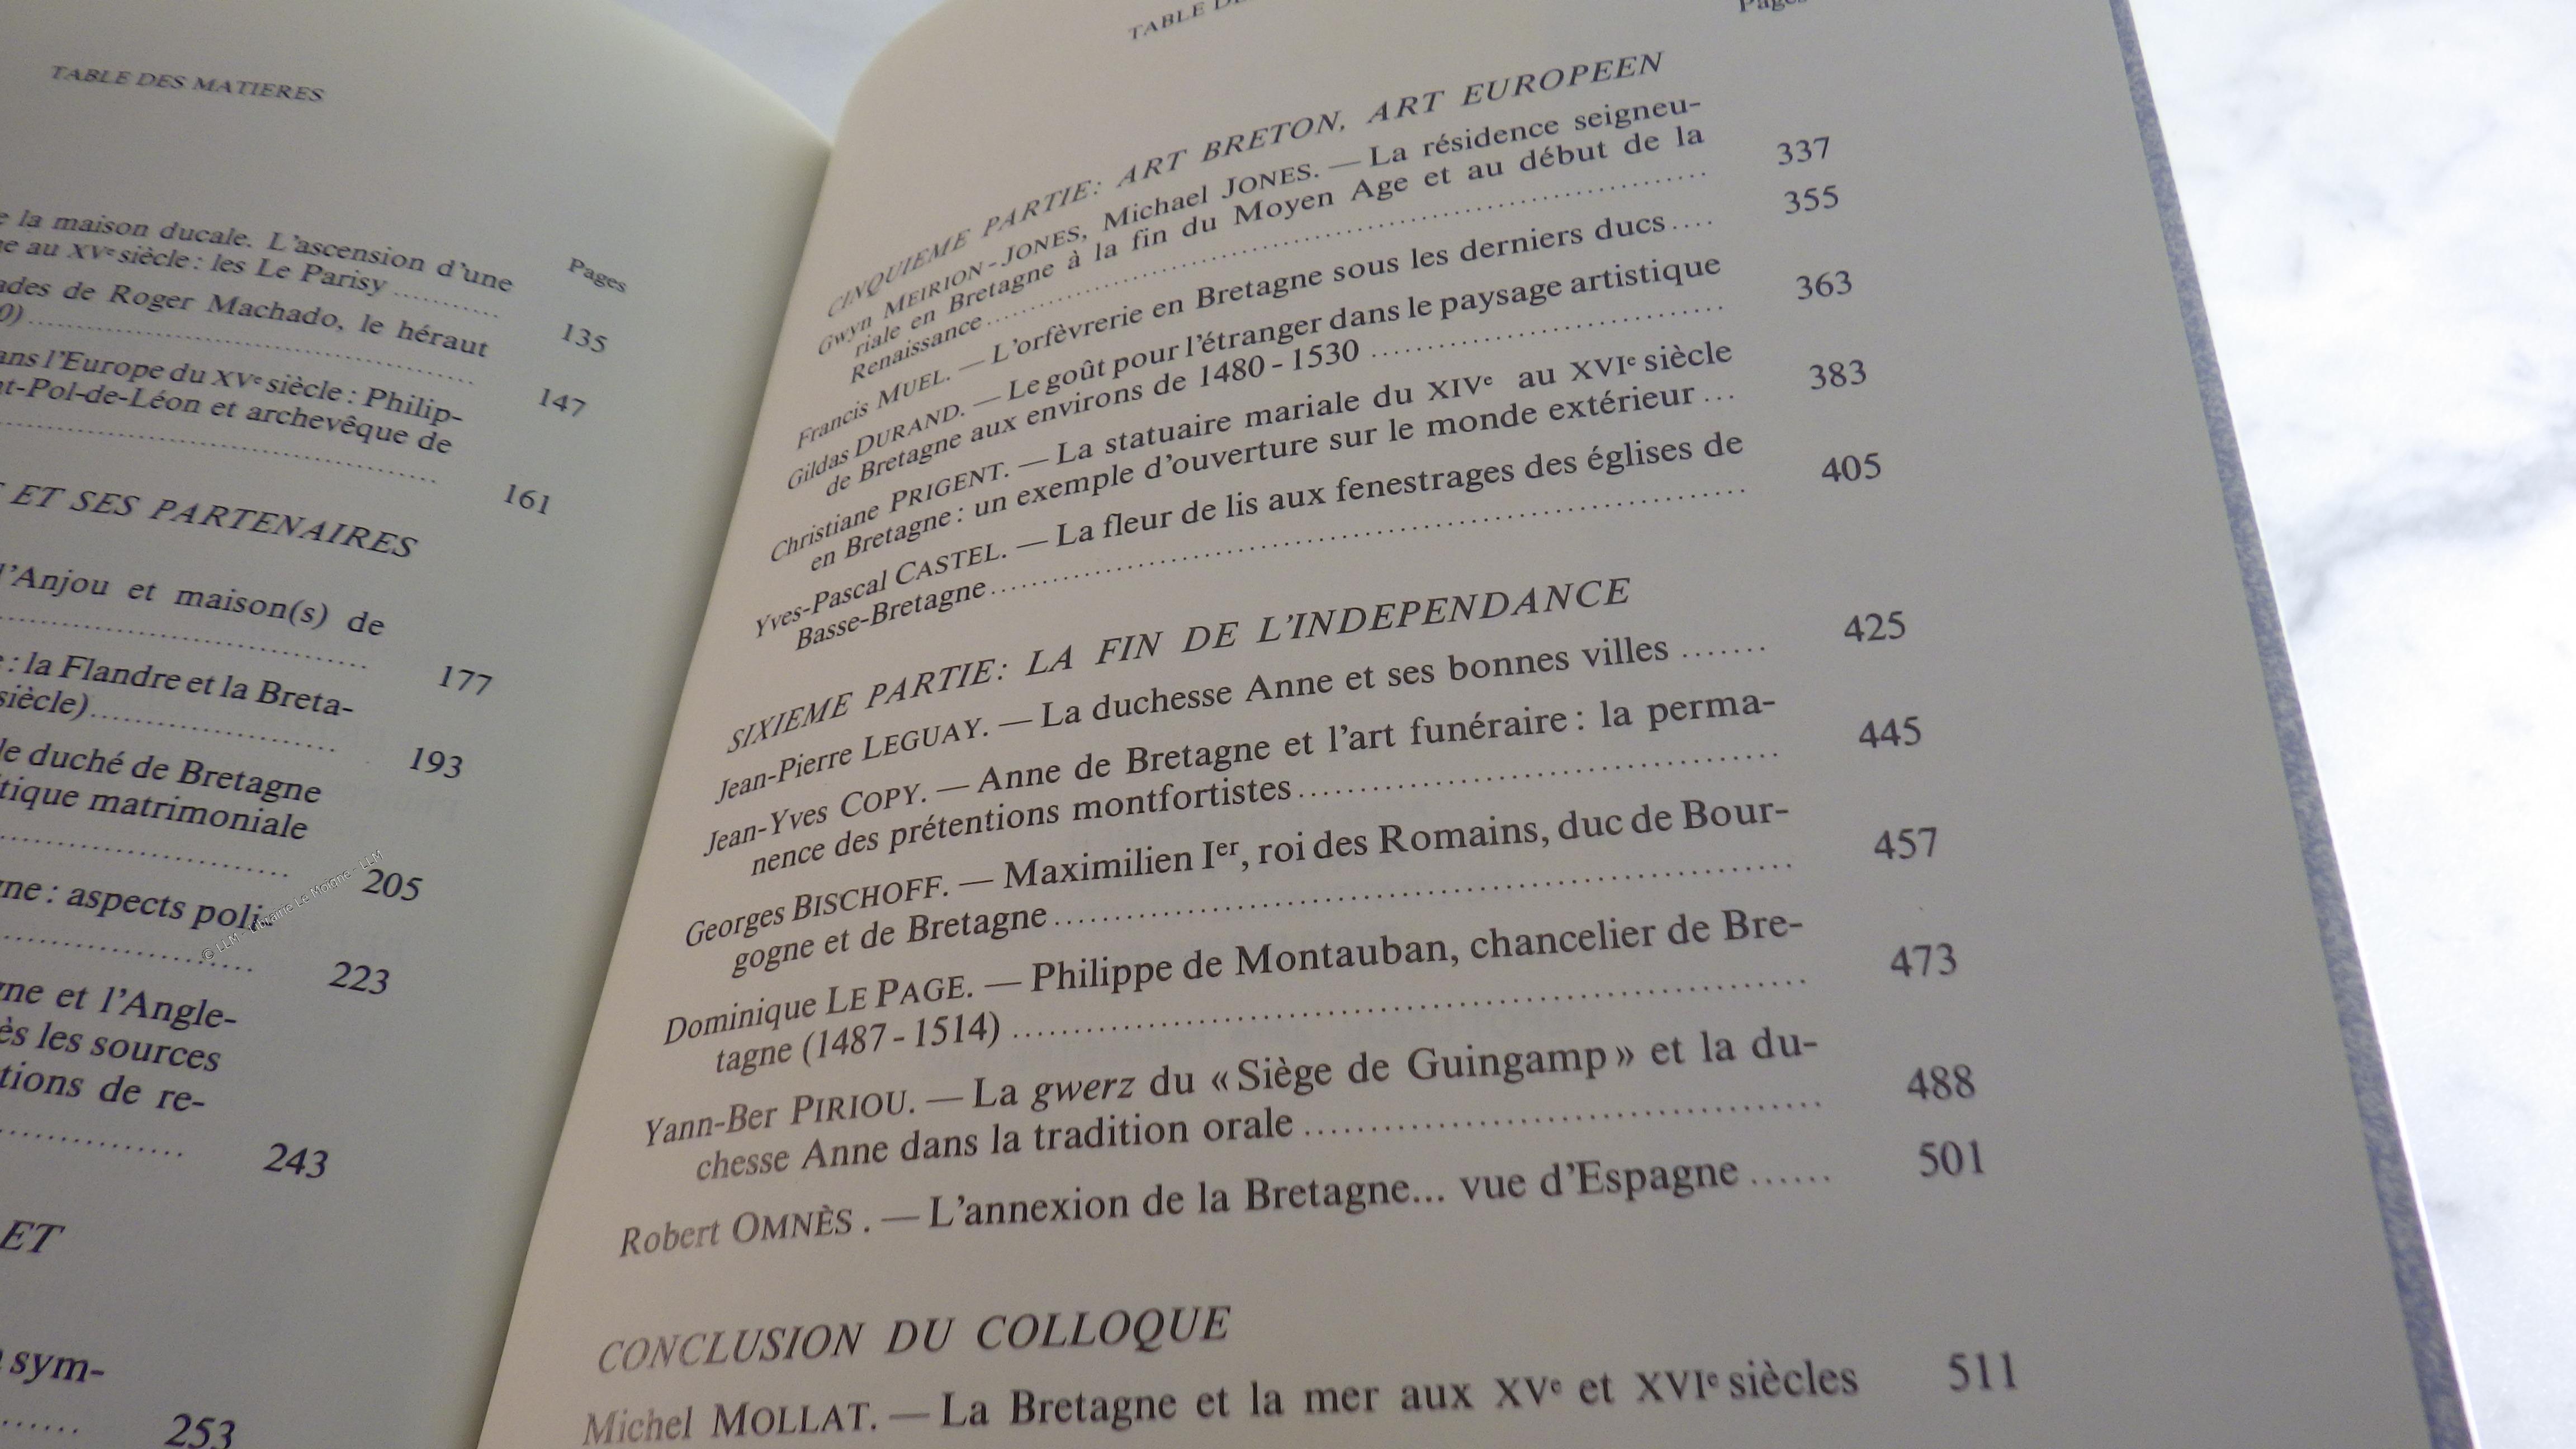 TABLE DES MATIERES
Pages
la maison ducale. L'ascension d'une
au XVe siècle : les Le Parisy .......... 135
de Roger Machado, le héraut
.......... 147
l'Europe du XVe siècle : Philip-
-Pol-de-Léon et archevêque de
.......... 161
ET SES PARTENAIRES
l'Anjou et maison(s) de
.......... 177
: la Flandre et la Breta-
siècle) .......... 193
le duché de Bretagne
matrimoniale
.......... 205
: aspects poli-
.......... 223
et l'Angle-
les sources
de re-
.......... 243
ET
sym-
.......... 253
© LLM - Librairie Le Moigne - LLM
TABLE
Pages
CINQUIEME PARTIE: ART BRETON, ART EUROPEEN
Gwyn MEIRION-JONES, Michael JONES. — La résidence seigneu-
riale en Bretagne à la fin du Moyen Age et au début de la
Renaissance .......... 337
Francis MUEL. — L'orfèvrerie en Bretagne sous les derniers ducs .... 355
Gildas DURAND. — Le goût pour l'étranger dans le paysage artistique
de Bretagne aux environs de 1480 - 1530 .......... 363
Christiane PRIGENT. — La statuaire mariale du XIVe au XVIe siècle
en Bretagne : un exemple d'ouverture sur le monde extérieur ... 383
Yves-Pascal CASTEL. — La fleur de lis aux fenestrages des églises de
Basse-Bretagne .......... 405
SIXIEME PARTIE: LA FIN DE L'INDEPENDANCE
Jean-Pierre LEGUAY. — La duchesse Anne et ses bonnes villes ....... 425
Jean-Yves COPY. — Anne de Bretagne et l'art funéraire : la perma-
nence des prétentions montfortistes .......... 445
Georges BISCHOFF. — Maximilien Ier, roi des Romains, duc de Bour-
gogne et de Bretagne .......... 457
Dominique LE PAGE. — Philippe de Montauban, chancelier de Bre-
tagne (1487 - 1514) .......... 473
Yann-Ber PIRIOU. — La gwerz du « Siège de Guingamp » et la du-
chesse Anne dans la tradition orale .......... 488
Robert OMNÈS . — L'annexion de la Bretagne... vue d'Espagne ...... 501
CONCLUSION DU COLLOQUE
Michel MOLLAT. — La Bretagne et la mer aux XVe et XVIe siècles 511